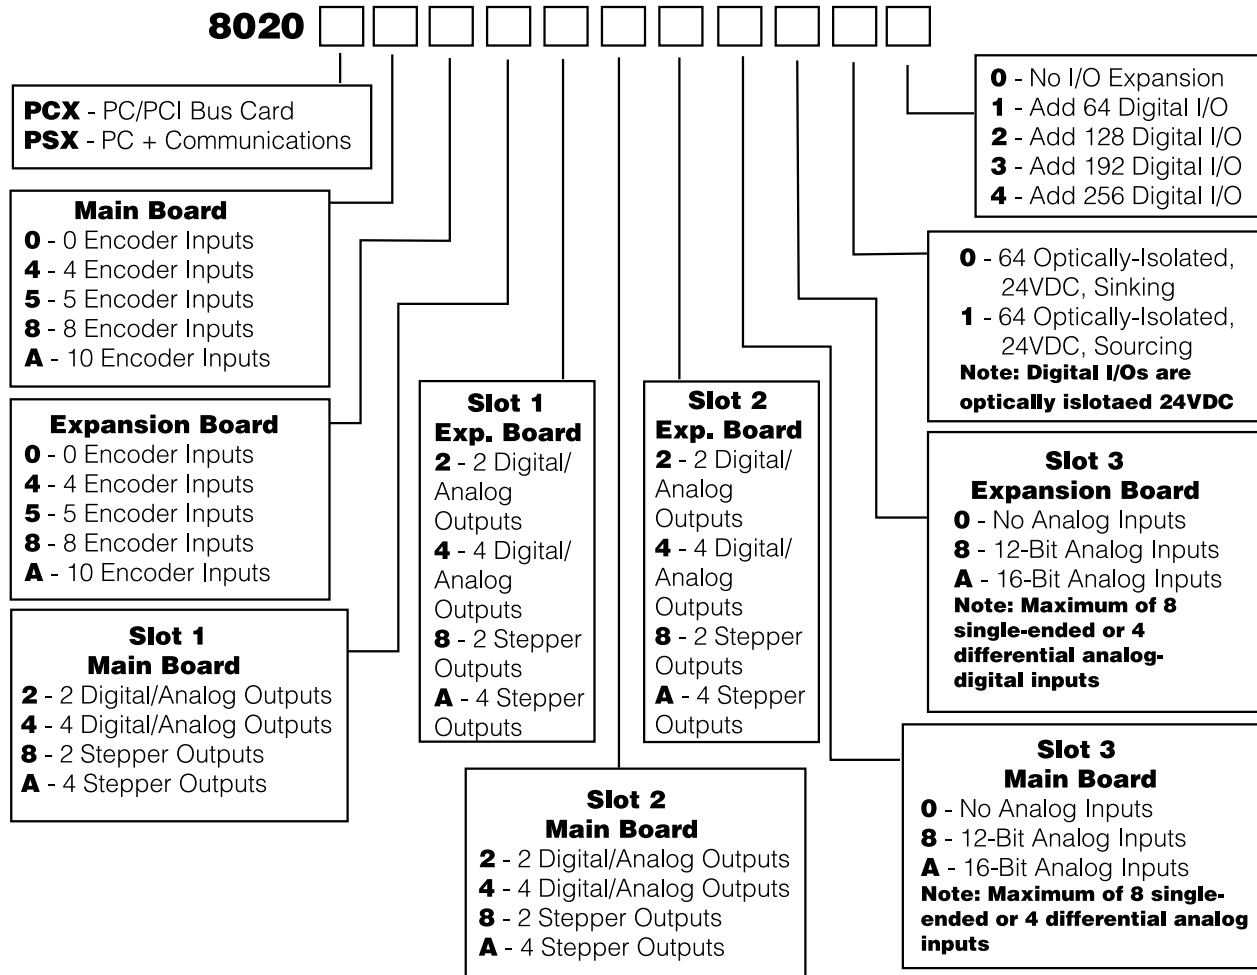 8020
PCX - PC/PCI Bus Card
PSX - PC + Communications
Main Board
0 - 0 Encoder Inputs
4 - 4 Encoder Inputs
5 - 5 Encoder Inputs
8 - 8 Encoder Inputs
A - 10 Encoder Inputs
Expansion Board
0 - 0 Encoder Inputs
4 - 4 Encoder Inputs
5 - 5 Encoder Inputs
8 - 8 Encoder Inputs
A - 10 Encoder Inputs
Slot 1
Main Board
2 - 2 Digital/Analog Outputs
4 - 4 Digital/Analog Outputs
8 - 2 Stepper Outputs
A - 4 Stepper Outputs
Slot 1
Exp. Board
2 - 2 Digital/
Analog
Outputs
4 - 4 Digital/
Analog
Outputs
8 - 2 Stepper
Outputs
A - 4 Stepper
Outputs
Slot 2
Main Board
2 - 2 Digital/Analog Outputs
4 - 4 Digital/Analog Outputs
8 - 2 Stepper Outputs
A - 4 Stepper Outputs
Slot 2
Exp. Board
2 - 2 Digital/
Analog
Outputs
4 - 4 Digital/
Analog
Outputs
8 - 2 Stepper
Outputs
A - 4 Stepper
Outputs
0 - No I/O Expansion
1 - Add 64 Digital I/O
2 - Add 128 Digital I/O
3 - Add 192 Digital I/O
4 - Add 256 Digital I/O
0 - 64 Optically-Isolated,
24VDC, Sinking
1 - 64 Optically-Isolated,
24VDC, Sourcing
Note: Digital I/Os are
optically islotaed 24VDC
Slot 3
Expansion Board
0 - No Analog Inputs
8 - 12-Bit Analog Inputs
A - 16-Bit Analog Inputs
Note: Maximum of 8
single-ended or 4
differential analog-
digital inputs
Slot 3
Main Board
0 - No Analog Inputs
8 - 12-Bit Analog Inputs
A - 16-Bit Analog Inputs
Note: Maximum of 8 single-
ended or 4 differential analog
inputs